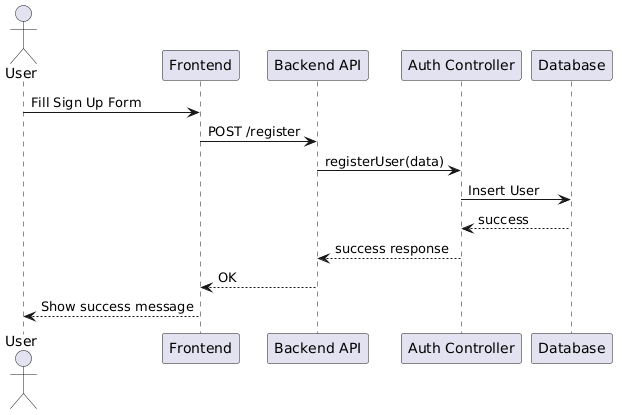 User
Frontend
Backend API
Auth Controller
Database
Fill Sign Up Form
POST /register
registerUser(data)
Insert User
success
success response
OK
Show success message
User
Frontend
Backend API
Auth Controller
Database